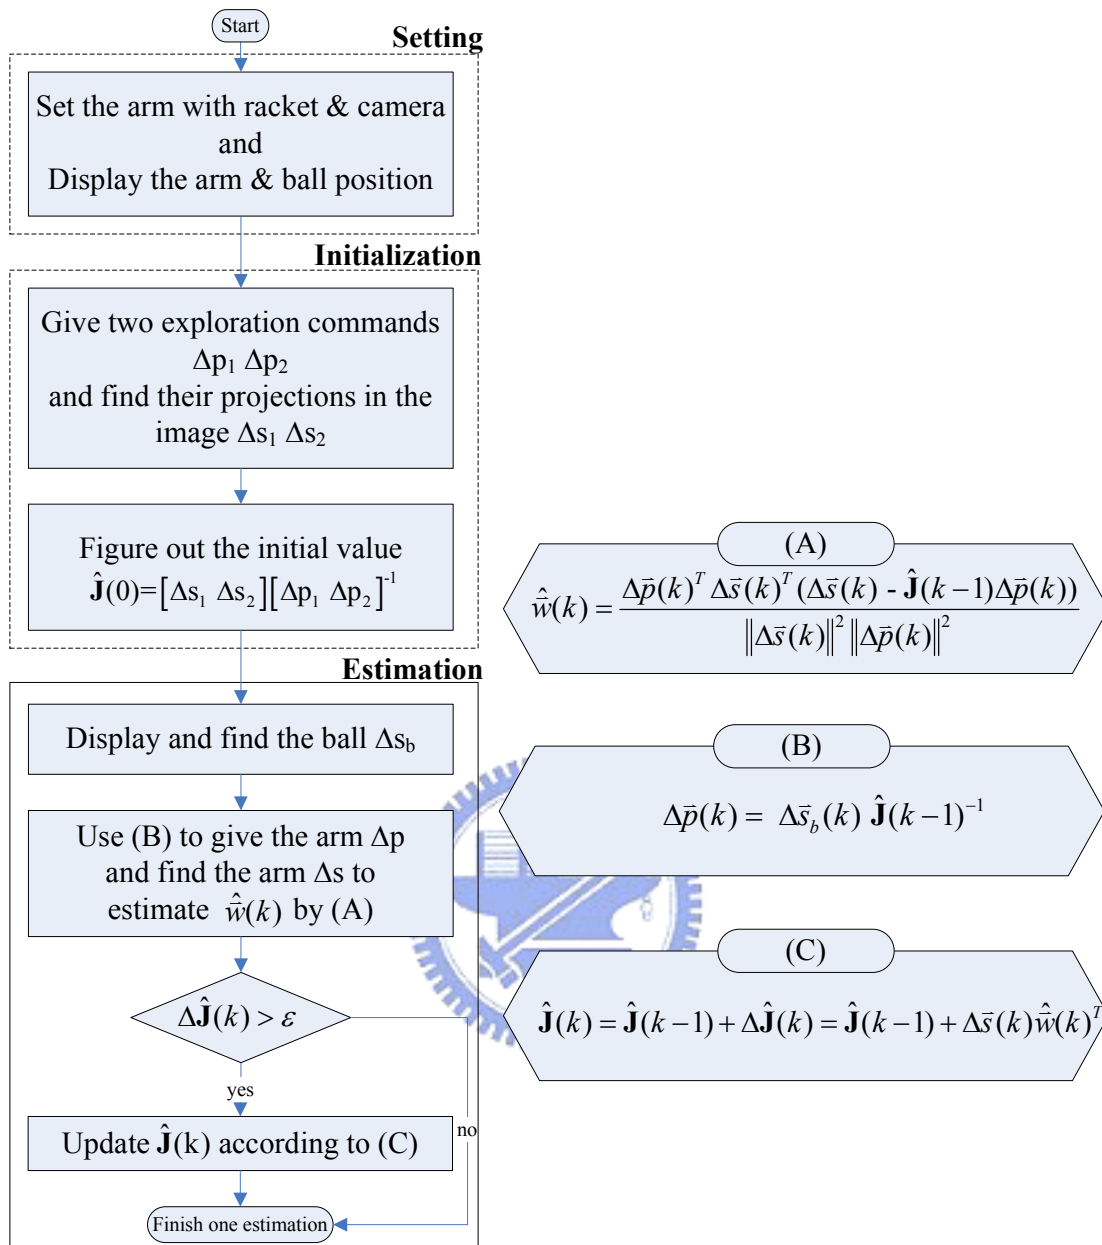 Start
Setting
Set the arm with racket & camera
and
Display the arm & ball position
Initialization
Give two exploration commands
Δp₁ Δp₂
and find their projections in the
image Δs₁ Δs₂
Figure out the initial value
Ĵ(0)=[Δs₁ Δs₂][Δp₁ Δp₂]⁻¹
Estimation
Display and find the ball Δs_b
Use (B) to give the arm Δp
and find the arm Δs to
estimate ŵ⃗(k) by (A)
ΔĴ(k) > ε
yes
no
Update Ĵ(k) according to (C)
Finish one estimation
(A)
ŵ⃗(k) = Δp⃗(k)ᵀ Δs⃗(k)ᵀ (Δs⃗(k) - Ĵ(k−1)Δp⃗(k)) / ‖Δs⃗(k)‖² ‖Δp⃗(k)‖²
(B)
Δp⃗(k) = Δs⃗_b(k) Ĵ(k−1)⁻¹
(C)
Ĵ(k) = Ĵ(k−1) + ΔĴ(k) = Ĵ(k−1) + Δs⃗(k)ŵ⃗(k)ᵀ